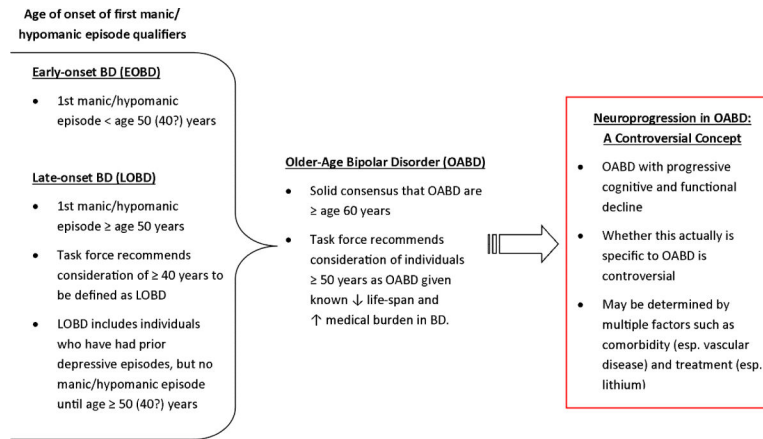 Age of onset of first manic/
hypomanic episode qualifiers
Early-onset BD (EOBD)
• 1st manic/hypomanic
episode < age 50 (40?) years
Late-onset BD (LOBD)
• 1st manic/hypomanic
episode ≥ age 50 years
• Task force recommends
consideration of ≥ 40 years to
be defined as LOBD
• LOBD includes individuals
who have had prior
depressive episodes, but no
manic/hypomanic episode
until age ≥ 50 (40?) years
Older-Age Bipolar Disorder (OABD)
• Solid consensus that OABD are
≥ age 60 years
• Task force recommends
consideration of individuals
≥ 50 years as OABD given
known ↓ life-span and
↑ medical burden in BD.
Neuroprogression in OABD:
A Controversial Concept
• OABD with progressive
cognitive and functional
decline
• Whether this actually is
specific to OABD is
controversial
• May be determined by
multiple factors such as
comorbidity (esp. vascular
disease) and treatment (esp.
lithium)